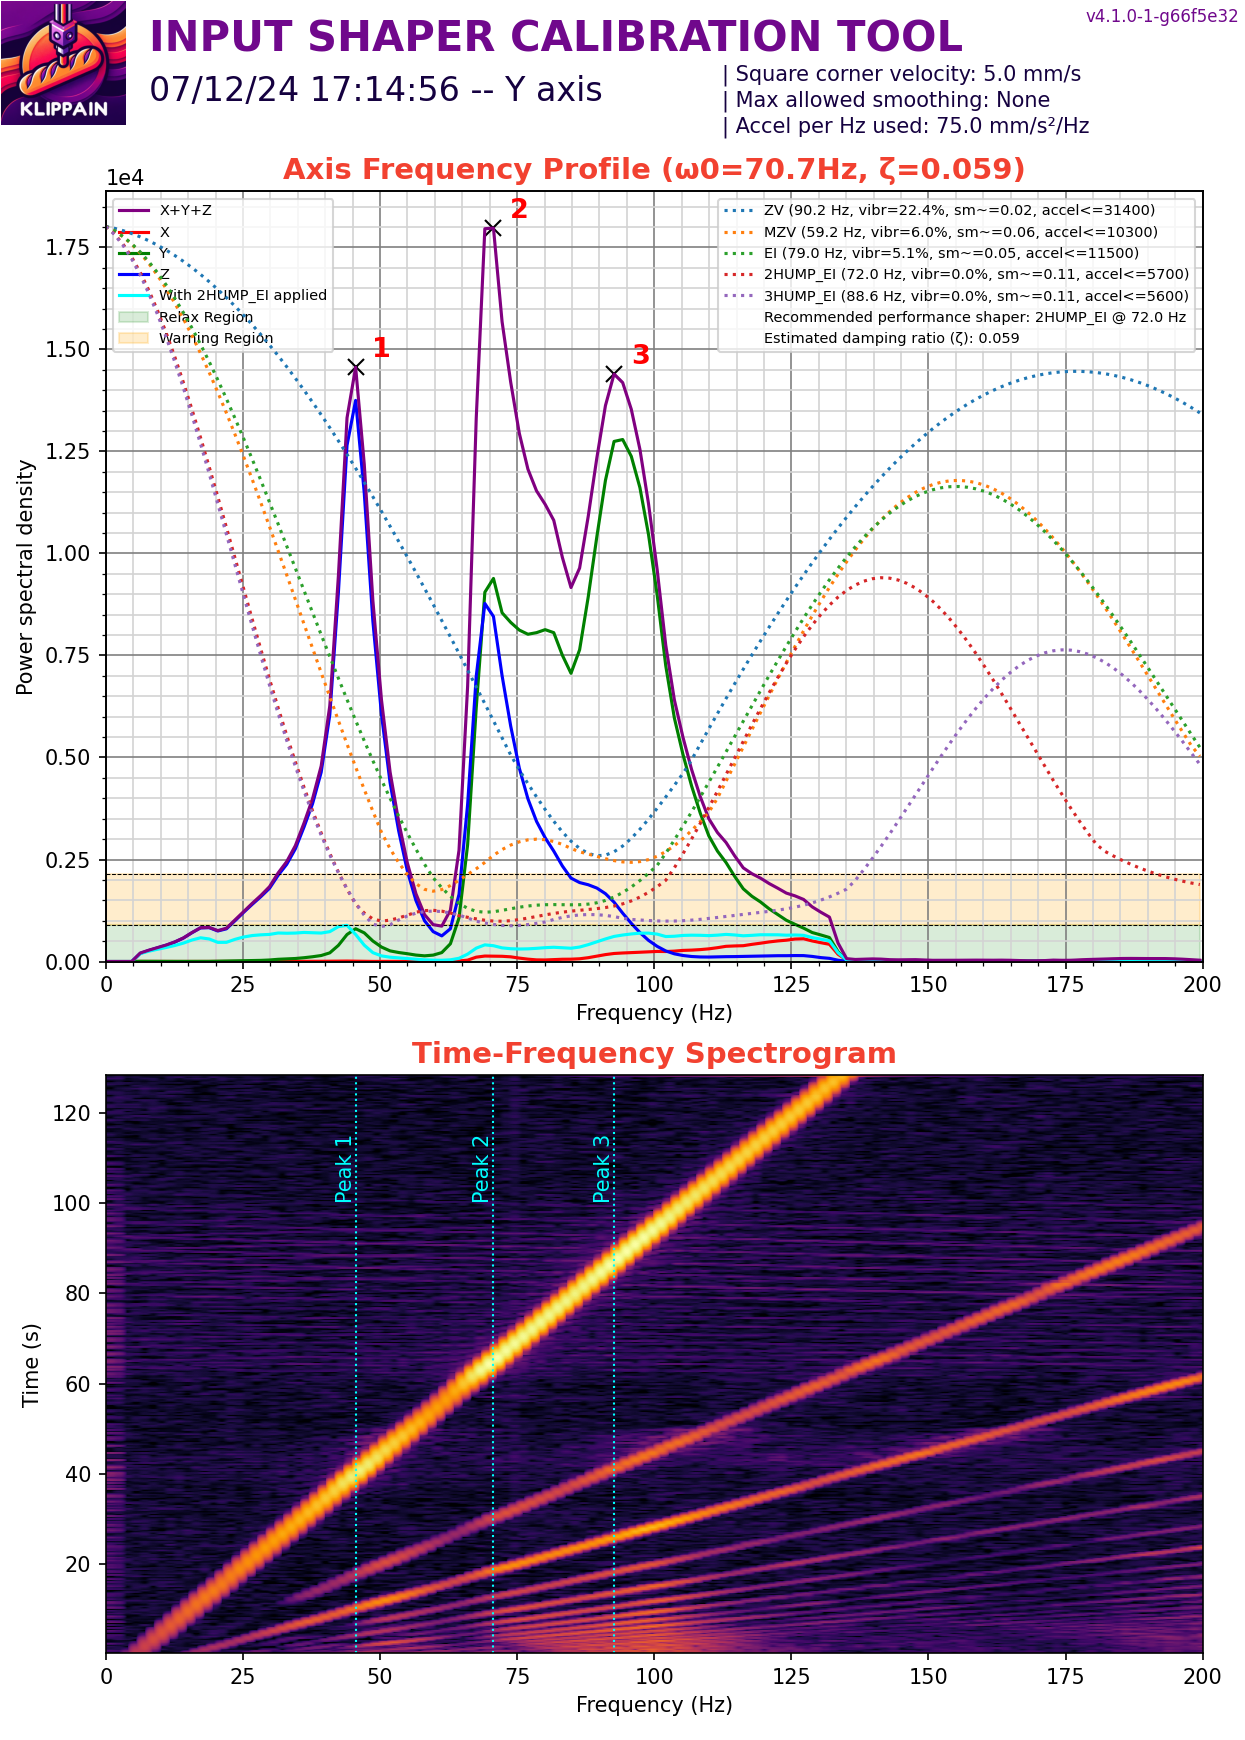 v4.1.0-1-g66f5e32
INPUT SHAPER CALIBRATION TOOL
07/12/24 17:14:56 -- Y axis
| Square corner velocity: 5.0 mm/s
| Max allowed smoothing: None
| Accel per Hz used: 75.0 mm/s²/Hz
KLIPPAIN
Axis Frequency Profile (ω0=70.7Hz, ζ=0.059)
1e4
X+Y+Z
X
Y
Z
With 2HUMP_EI applied
Relax Region
Warning Region
ZV (90.2 Hz, vibr=22.4%, sm~=0.02, accel<=31400)
MZV (59.2 Hz, vibr=6.0%, sm~=0.06, accel<=10300)
EI (79.0 Hz, vibr=5.1%, sm~=0.05, accel<=11500)
2HUMP_EI (72.0 Hz, vibr=0.0%, sm~=0.11, accel<=5700)
3HUMP_EI (88.6 Hz, vibr=0.0%, sm~=0.11, accel<=5600)
Recommended performance shaper: 2HUMP_EI @ 72.0 Hz
Estimated damping ratio (ζ): 0.059
1
2
3
Power spectral density
1.75
1.50
1.25
1.00
0.75
0.50
0.25
0.00
0 25 50 75 100 125 150 175 200
Frequency (Hz)
Time-Frequency Spectrogram
Peak 1
Peak 2
Peak 3
Time (s)
120
100
80
60
40
20
0 25 50 75 100 125 150 175 200
Frequency (Hz)